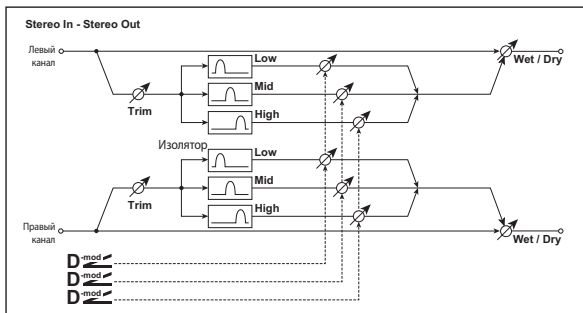 Stereo In - Stereo Out
Левый
канал
Wet / Dry
Low
Trim
Mid
High
Изолятор
Low
Mid
Trim
High
Правый
канал
Wet / Dry
D-mod
D-mod
D-mod